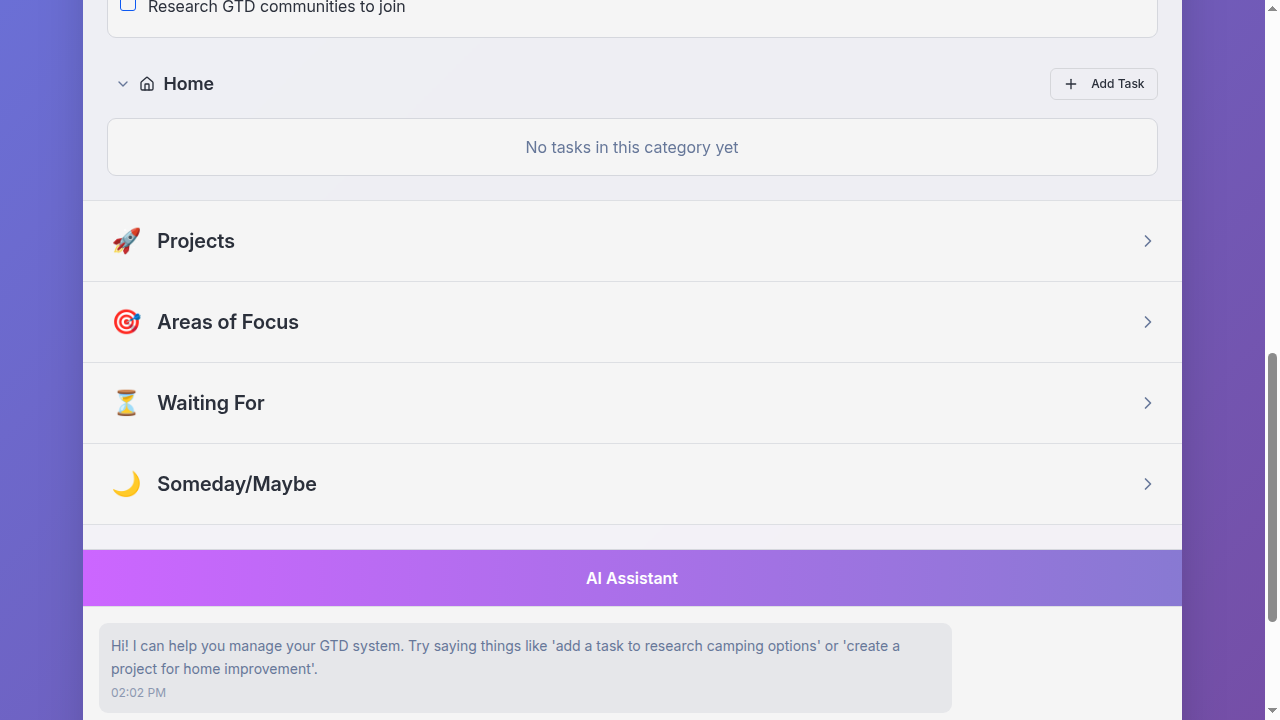 Research GTD communities to join
Home
Add Task
No tasks in this category yet
Projects
Areas of Focus
Waiting For
Someday/Maybe
AI Assistant
Hi! I can help you manage your GTD system. Try saying things like 'add a task to research camping options' or 'create a
project for home improvement'.
02:02 PM